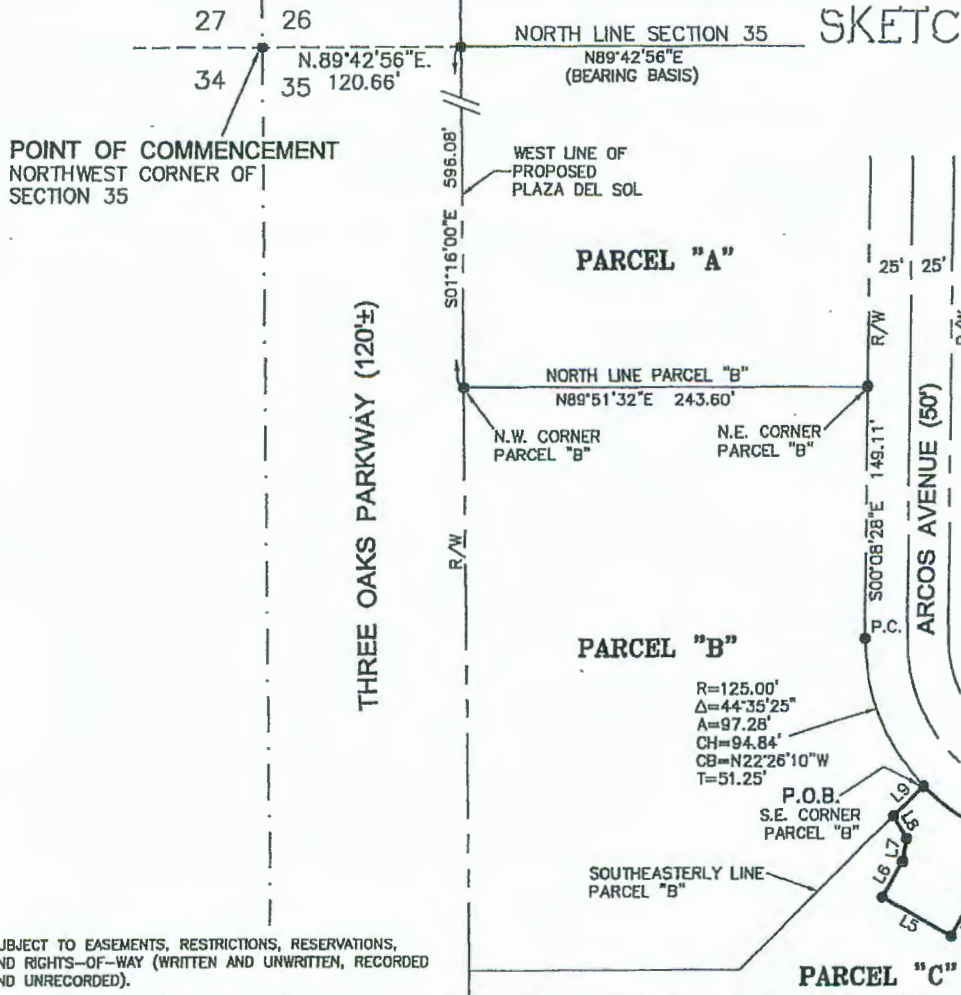 SKETC
27 26
34 35
NORTH LINE SECTION 35
N89°42'56"E
(BEARING BASIS)
N.89°42'56"E.
120.66'
POINT OF COMMENCEMENT
NORTHWEST CORNER OF
SECTION 35
S01°16'00"E 596.08'
WEST LINE OF
PROPOSED
PLAZA DEL SOL
PARCEL "A"
25' 25'
R/W
R/W
THREE OAKS PARKWAY (120'±)
NORTH LINE PARCEL "B"
N89°51'32"E 243.60'
N.W. CORNER
PARCEL "B"
N.E. CORNER
PARCEL "B"
S00°08'28"E 149.11'
ARCOS AVENUE (50')
R/W
P.C.
PARCEL "B"
R=125.00'
Δ=44°35'25"
A=97.28'
CH=94.84'
CB=N22°26'10"W
T=51.25'
P.O.B.
S.E. CORNER
PARCEL "B"
L9
L8
L7
L6
L5
SOUTHEASTERLY LINE
PARCEL "B"
UBJECT TO EASEMENTS, RESTRICTIONS, RESERVATIONS,
ND RIGHTS-OF-WAY (WRITTEN AND UNWRITTEN, RECORDED
ND UNRECORDED).
PARCEL "C"